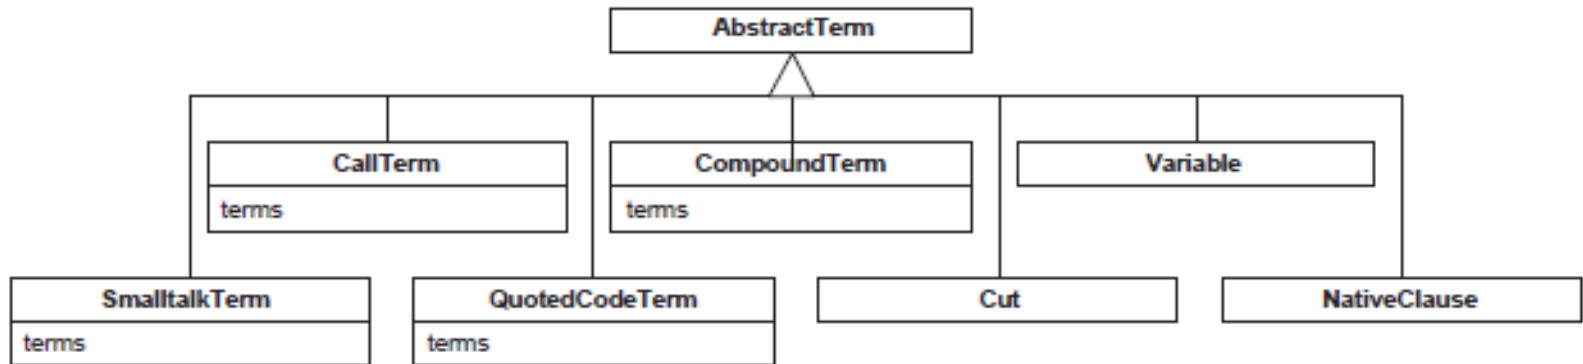 AbstractTerm
CallTerm
terms
CompoundTerm
terms
Variable
SmalltalkTerm
terms
QuotedCodeTerm
terms
Cut
NativeClause